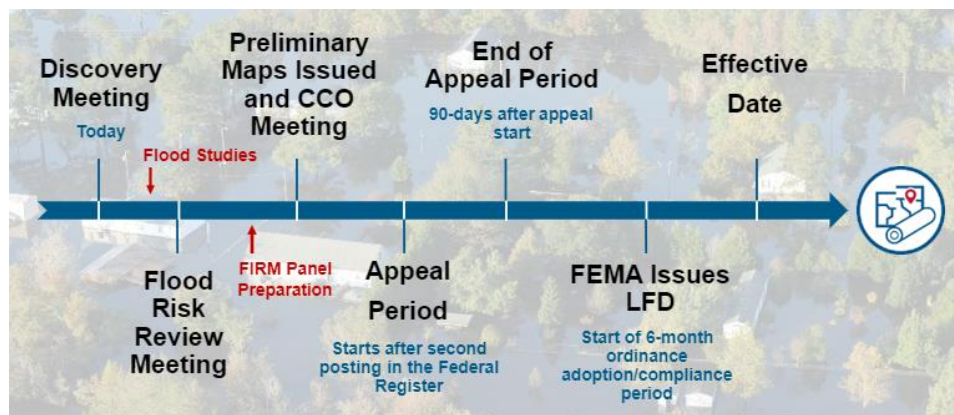 Discovery
Meeting
Today
Flood Studies
Preliminary
Maps Issued
and CCO
Meeting
End of
Appeal Period
90-days after appeal
start
Effective
Date
Flood
Risk
Review
Meeting
FIRM Panel
Preparation
Appeal
Period
Starts after second
posting in the Federal
Register
FEMA Issues
LFD
Start of 6-month
ordinance
adoption/compliance
period